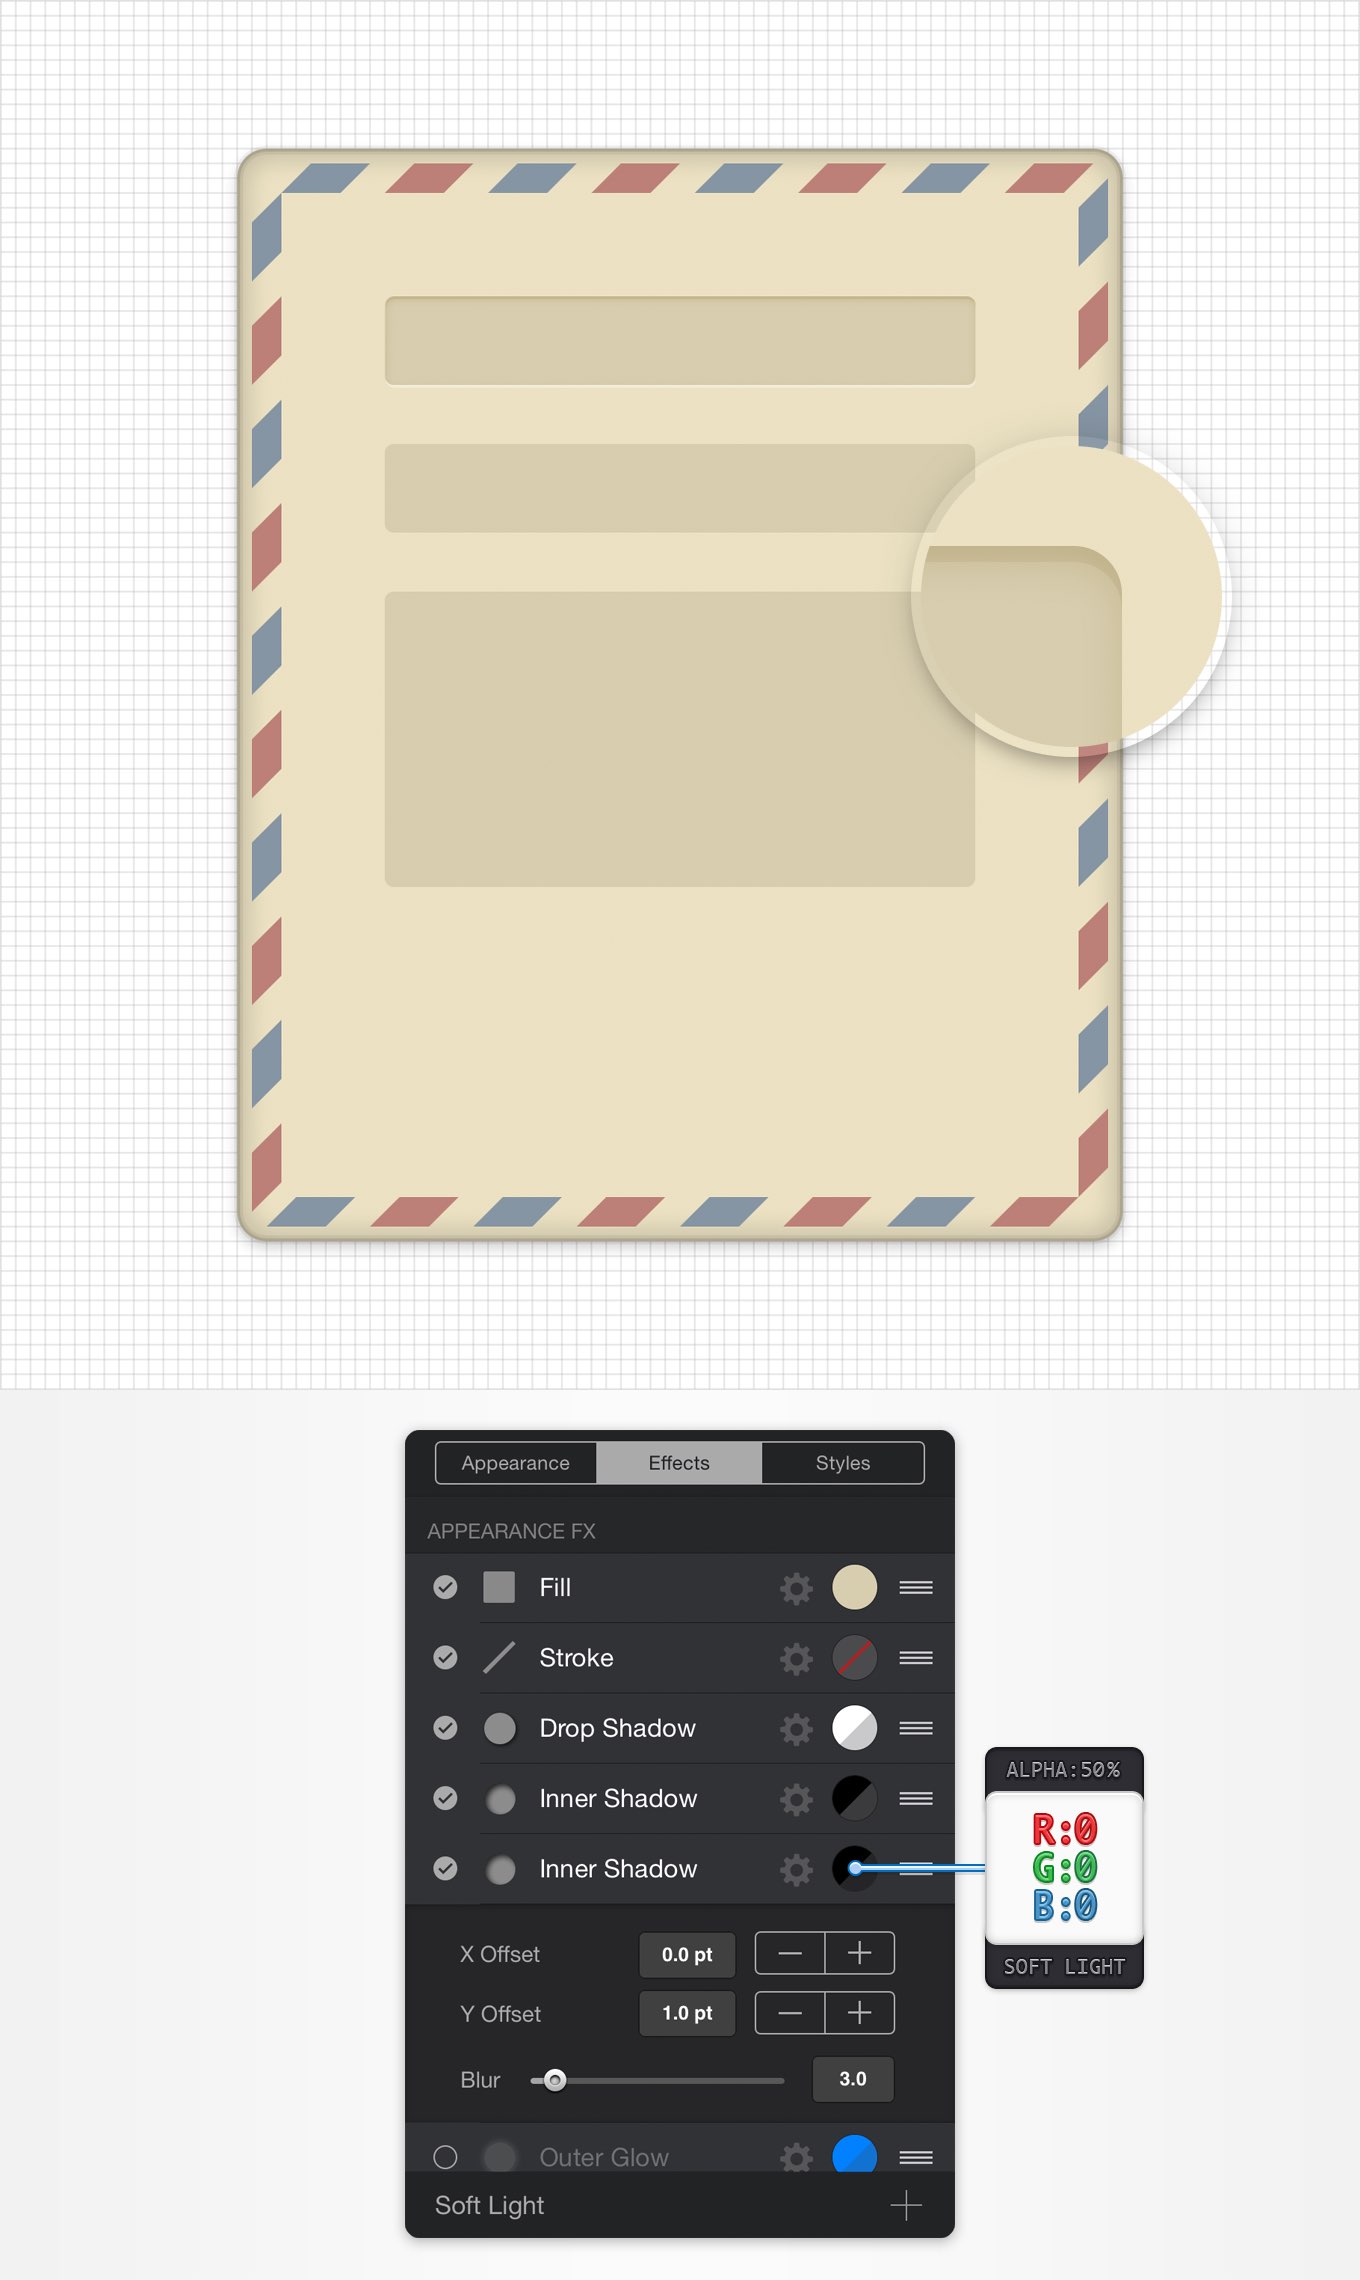 Appearance Effects Styles
APPEARANCE FX
Fill
Stroke
Drop Shadow
Inner Shadow
Inner Shadow
ALPHA:50%
R:0
G:0
B:0
SOFT LIGHT
X Offset 0.0 pt
Y Offset 1.0 pt
Blur 3.0
Outer Glow
Soft Light